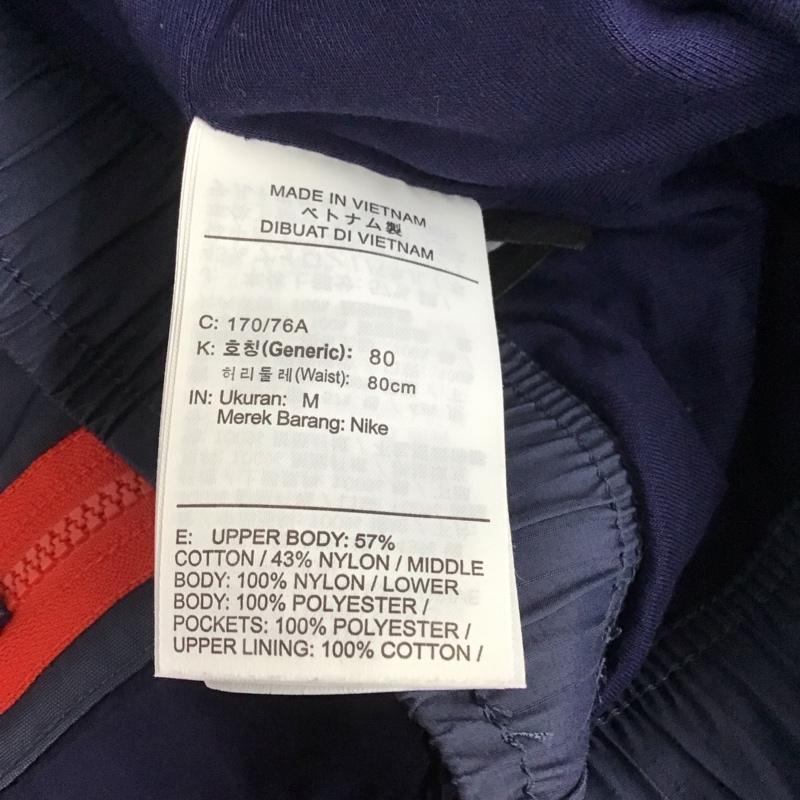 MADE IN VIETNAM
ベトナム製
DIBUAT DI VIETNAM
C: 170/76A
K: 호칭(Generic): 80
허리둘레(Waist): 80cm
IN: Ukuran: M
Merek Barang: Nike
E: UPPER BODY: 57%
COTTON / 43% NYLON / MIDDLE
BODY: 100% NYLON / LOWER
BODY: 100% POLYESTER /
POCKETS: 100% POLYESTER /
UPPER LINING: 100% COTTON /